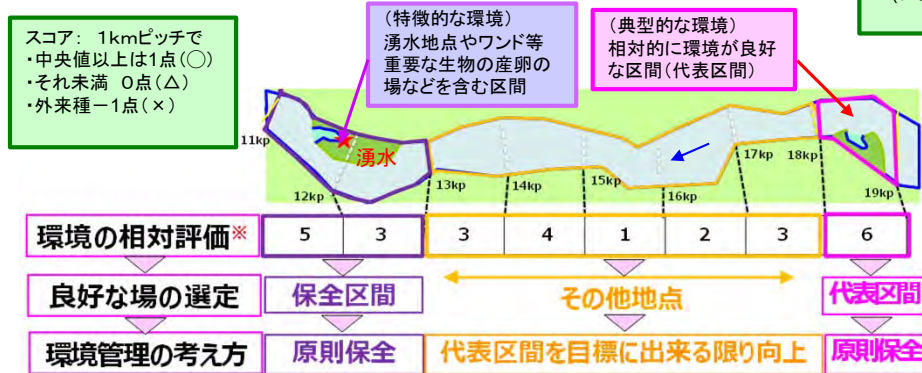 スコア: 1kmピッチで
・中央値以上は1点(○)
・それ未満 0点(△)
・外来種ー1点(×)
(特徴的な環境)
湧水地点やワンド等
重要な生物の産卵の
場などを含む区間
(典型的な環境)
相対的に環境が良好
な区間(代表区間)
湧水
11kp
12kp
13kp
14kp
15kp
16kp
17kp
18kp
19kp
環境の相対評価※ 5 3 3 4 1 2 3 6
良好な場の選定 保全区間 その他地点 代表区間
環境管理の考え方 原則保全 代表区間を目標に出来る限り向上 原則保全